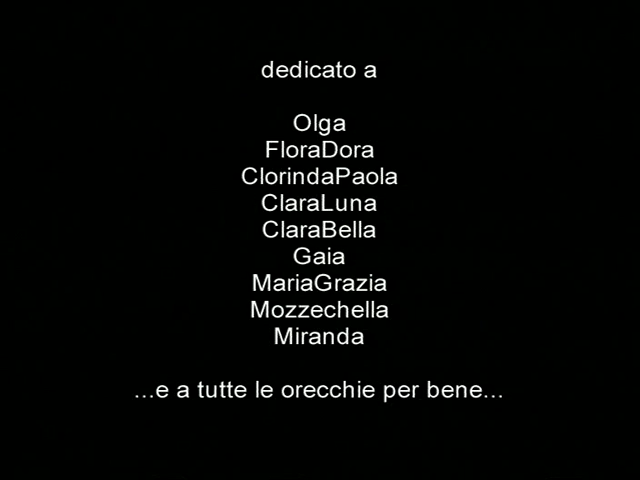 dedicato a
Olga
FloraDora
ClorindaPaola
ClaraLuna
ClaraBella
Gaia
MariaGrazia
Mozzechella
Miranda
...e a tutte le orecchie per bene...